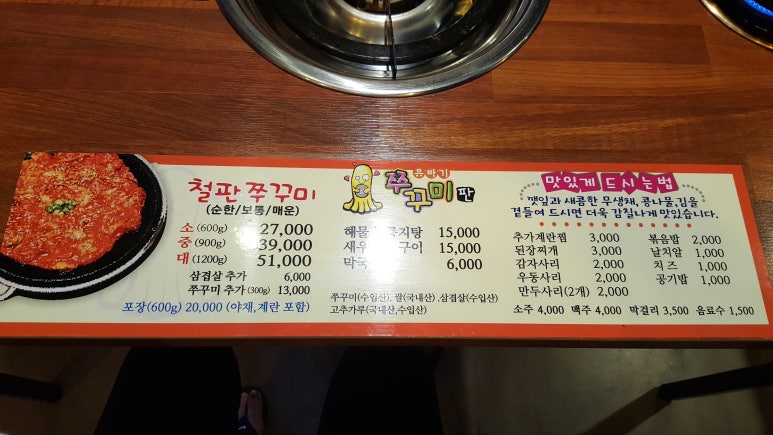 철판쭈꾸미
(순한/보통/매운)
소 (600g) 27,000
중 (900g) 39,000
대 (1200g) 51,000
삼겹살 추가 6,000
쭈꾸미 추가 (300g) 13,000
포장(600g) 20,000 (야채,계란 포함)
쭈꾸미판
해물 15,000
새우 구이 15,000
막국 6,000
쭈꾸미(수입산).쌀(국내산).삼겹살(수입산)
고추가루(국내산,수입산)
맛있게 드시는법
깻잎과 새콤한 무생채, 콩나물,김을
곁들여 드시면 더욱 감칠나게 맛있습니다.
추가계란찜 3,000
된장찌개 3,000
감자사리 2,000
우동사리 2,000
만두사리(2개) 2,000
볶음밥 2,000
날치알 1,000
치즈 1,000
공기밥 1,000
소주 4,000 맥주 4,000 막걸리 3,500 음료수 1,500